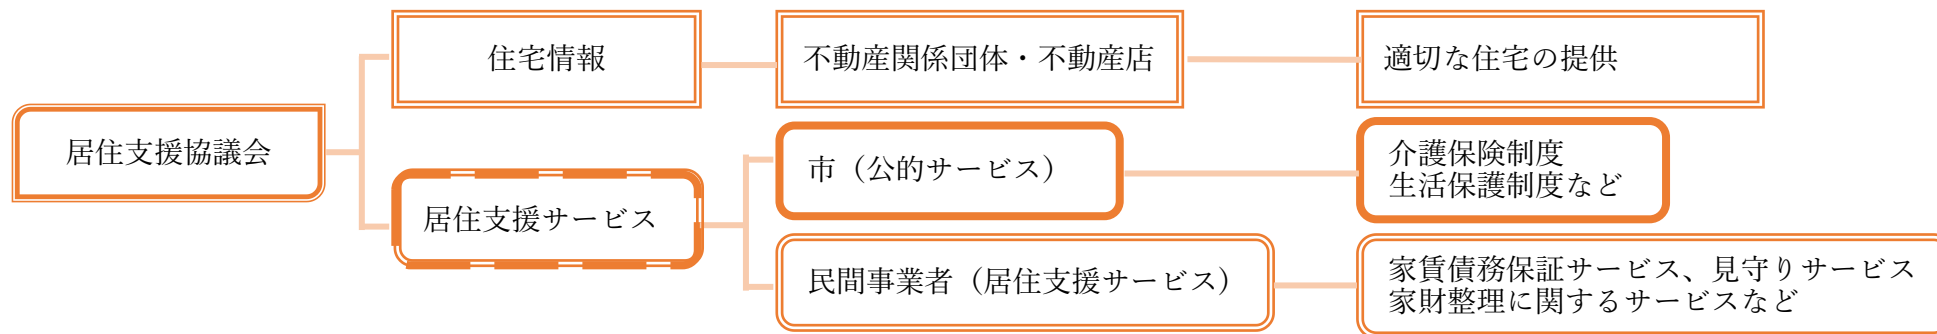 居住支援協議会
住宅情報
不動産関係団体・不動産店
適切な住宅の提供
居住支援サービス
市（公的サービス）
介護保険制度
生活保護制度など
民間事業者（居住支援サービス）
家賃債務保証サービス、見守りサービス
家財整理に関するサービスなど